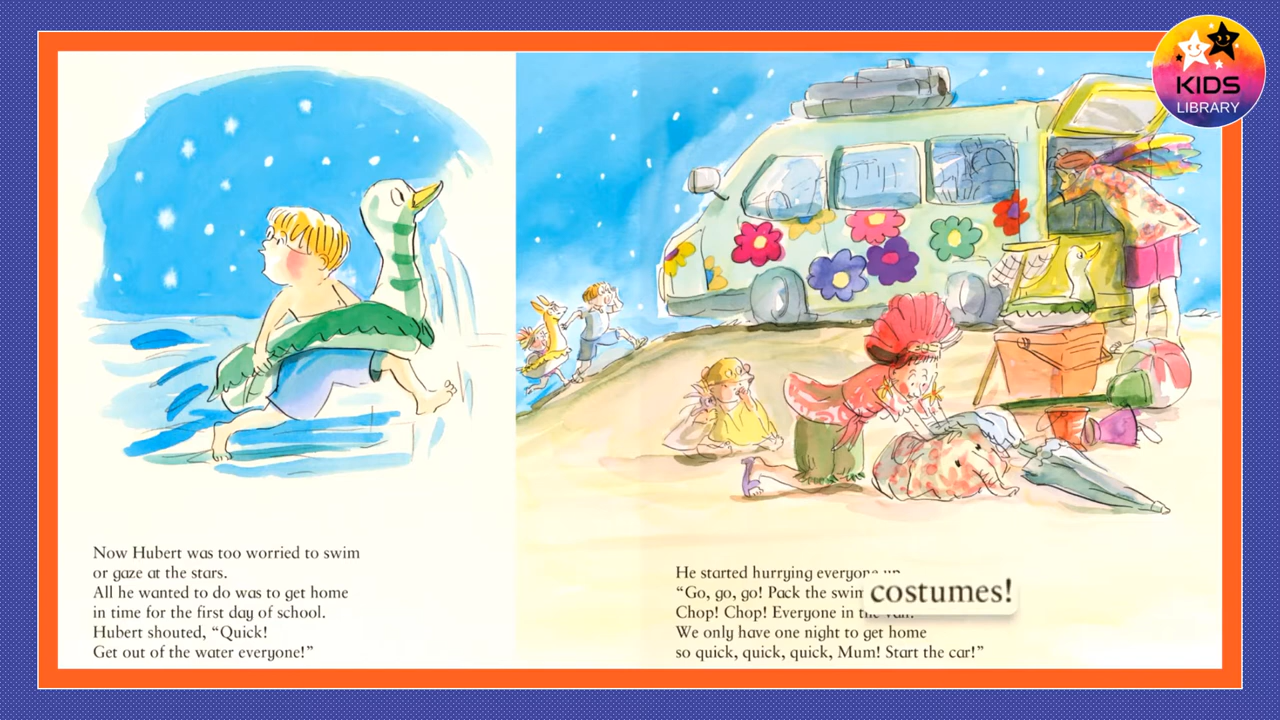 KIDS
LIBRARY
Now Hubert was too worried to swim
or gaze at the stars.
All he wanted to do was to get home
in time for the first day of school.
Hubert shouted, “Quick!
Get out of the water everyone!”
He started hurrying everyone up.
“Go, go, go! Pack the swim costumes!
Chop! Chop! Everyone in the van.
We only have one night to get home
so quick, quick, quick, Mum! Start the car!”